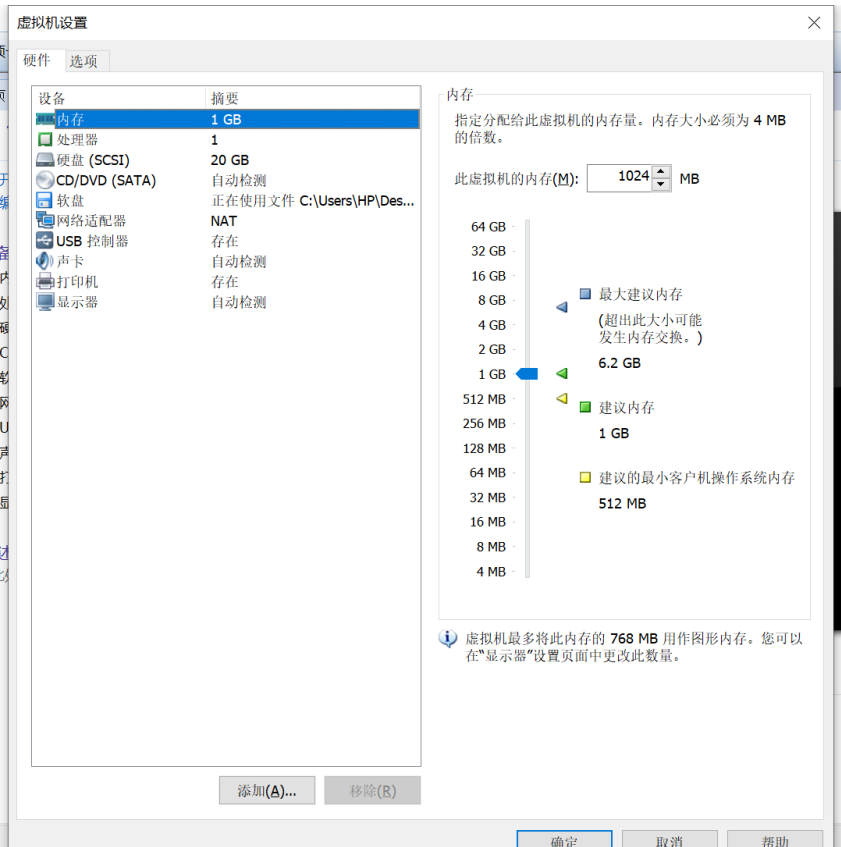 虚拟机设置
硬件 选项
设备 摘要
内存 1 GB
处理器 1
硬盘 (SCSI) 20 GB
CD/DVD (SATA) 自动检测
软盘 正在使用文件 C:\Users\HP\Des...
网络适配器 NAT
USB 控制器 存在
声卡 自动检测
打印机 存在
显示器 自动检测
添加(A)... 移除(R)
内存
指定分配给此虚拟机的内存量。内存大小必须为 4 MB
的倍数。
此虚拟机的内存(M): 1024 MB
64 GB
32 GB
16 GB
8 GB
4 GB
2 GB
1 GB
512 MB
256 MB
128 MB
64 MB
32 MB
16 MB
8 MB
4 MB
最大建议内存
(超出此大小可能
发生内存交换。)
6.2 GB
建议内存
1 GB
建议的最小客户机操作系统内存
512 MB
虚拟机最多将此内存的 768 MB 用作图形内存。您可以
在“显示器”设置页面中更改此数量。
确定 取消 帮助